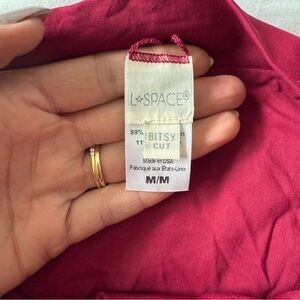 L*SPACE®
89% BITSY
11 CUT
Made in USA
Fabriqué aux États-Unis
M/M